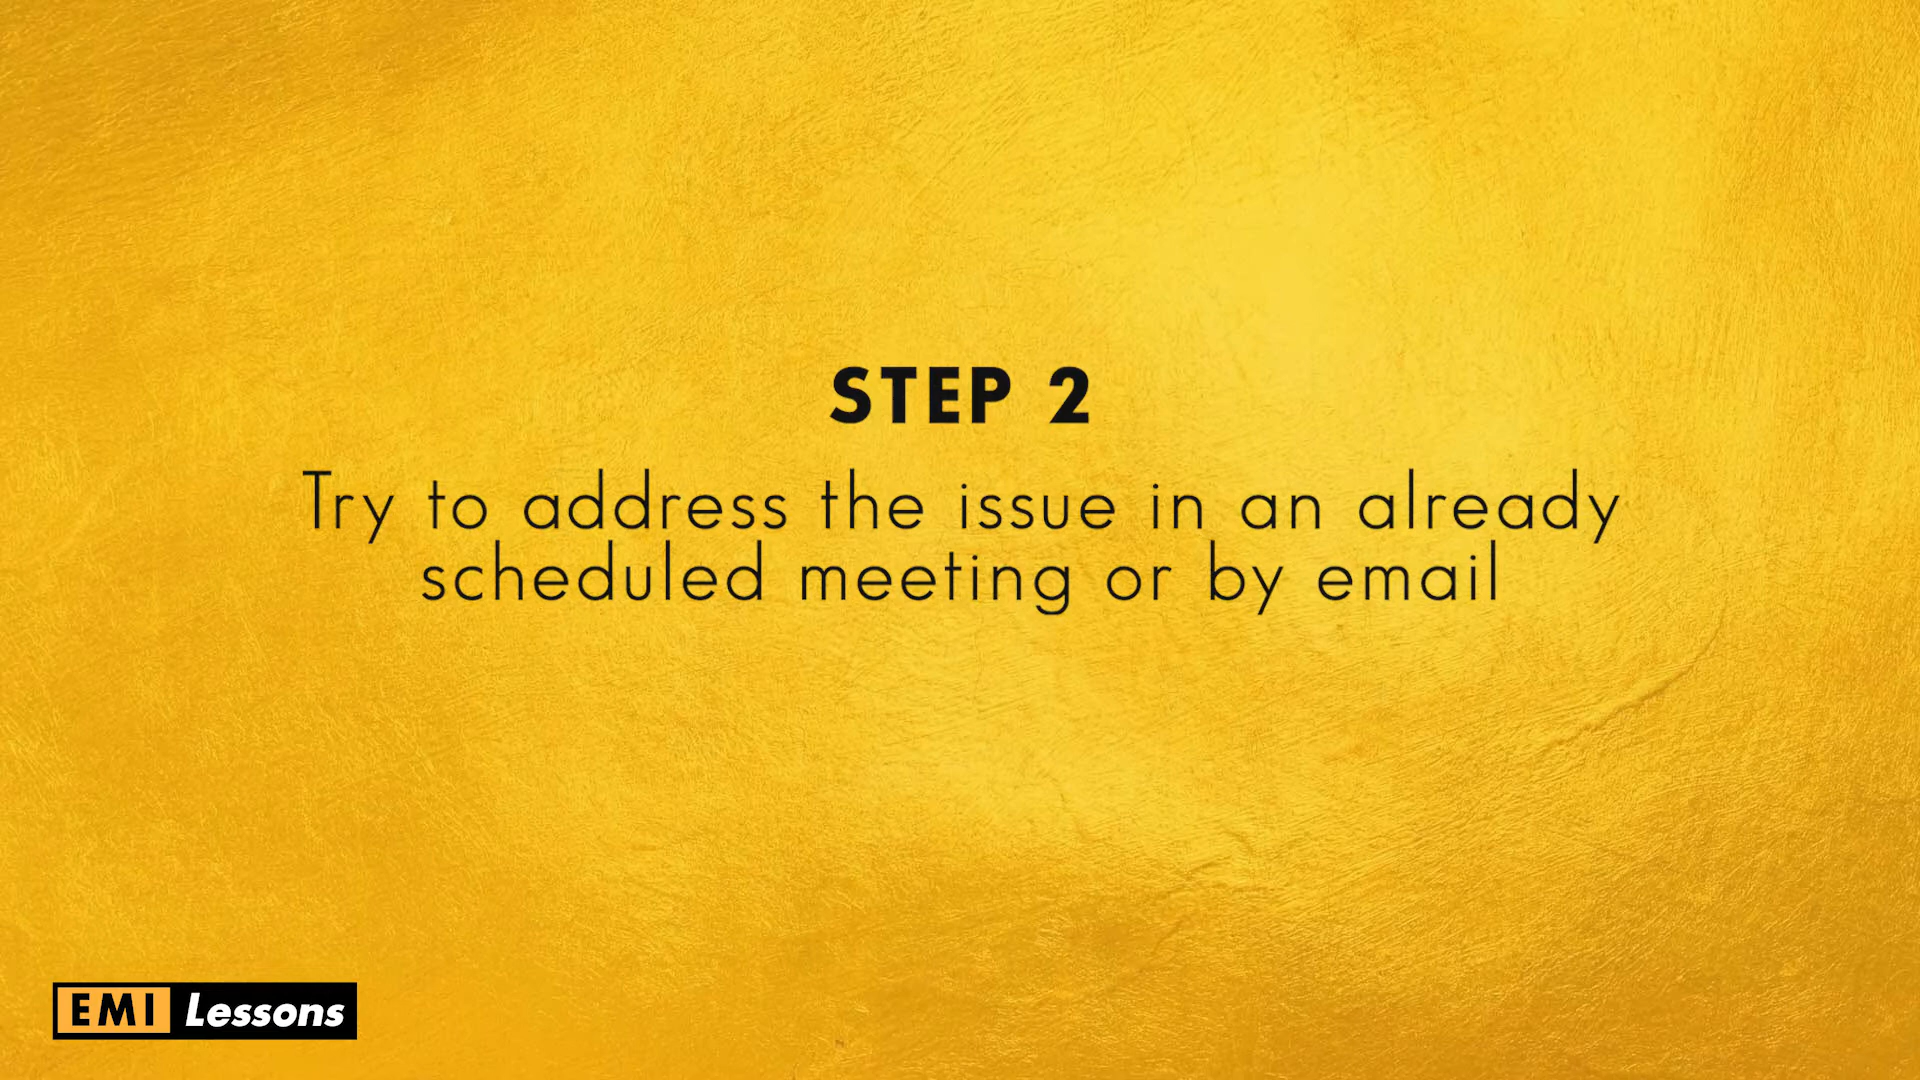 STEP 2
Try to address the issue in an already
scheduled meeting or by email
EMI Lessons